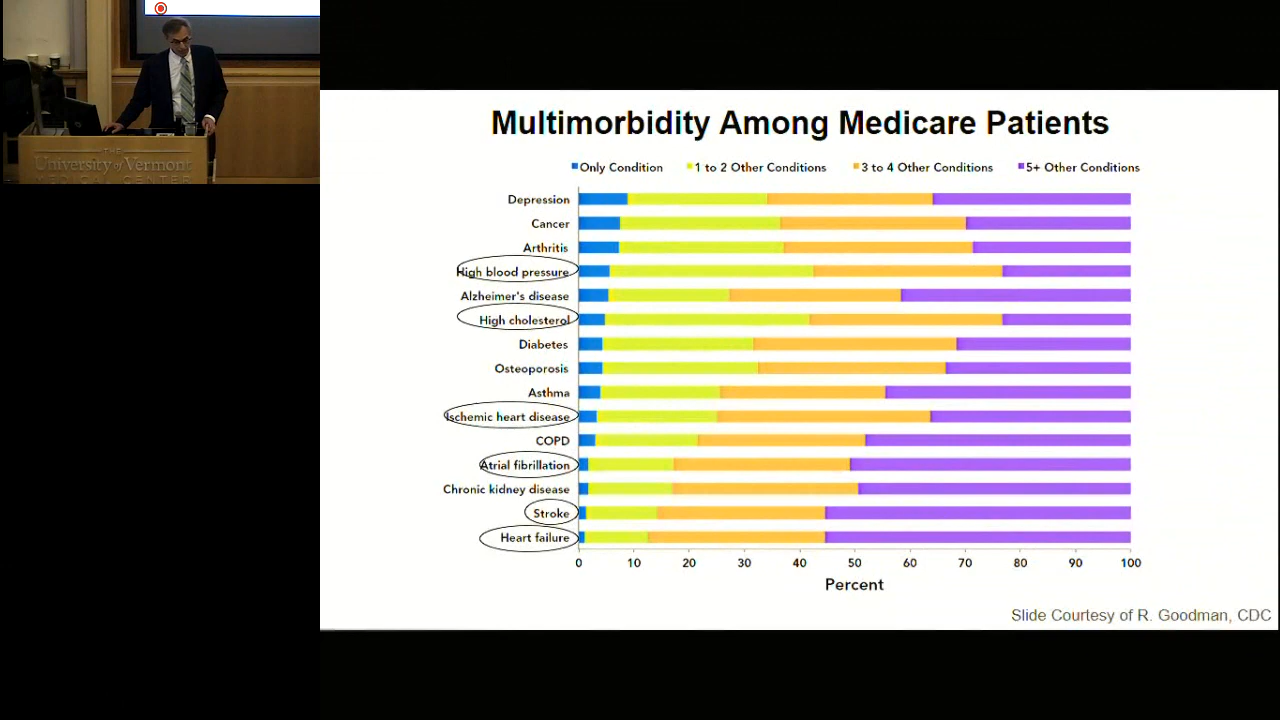 THE
University of Vermont
MEDICAL CENTER
Multimorbidity Among Medicare Patients
Only Condition 1 to 2 Other Conditions 3 to 4 Other Conditions 5+ Other Conditions
Depression
Cancer
Arthritis
High blood pressure
Alzheimer's disease
High cholesterol
Diabetes
Osteoporosis
Asthma
Ischemic heart disease
COPD
Atrial fibrillation
Chronic kidney disease
Stroke
Heart failure
0 10 20 30 40 50 60 70 80 90 100
Percent
Slide Courtesy of R. Goodman, CDC